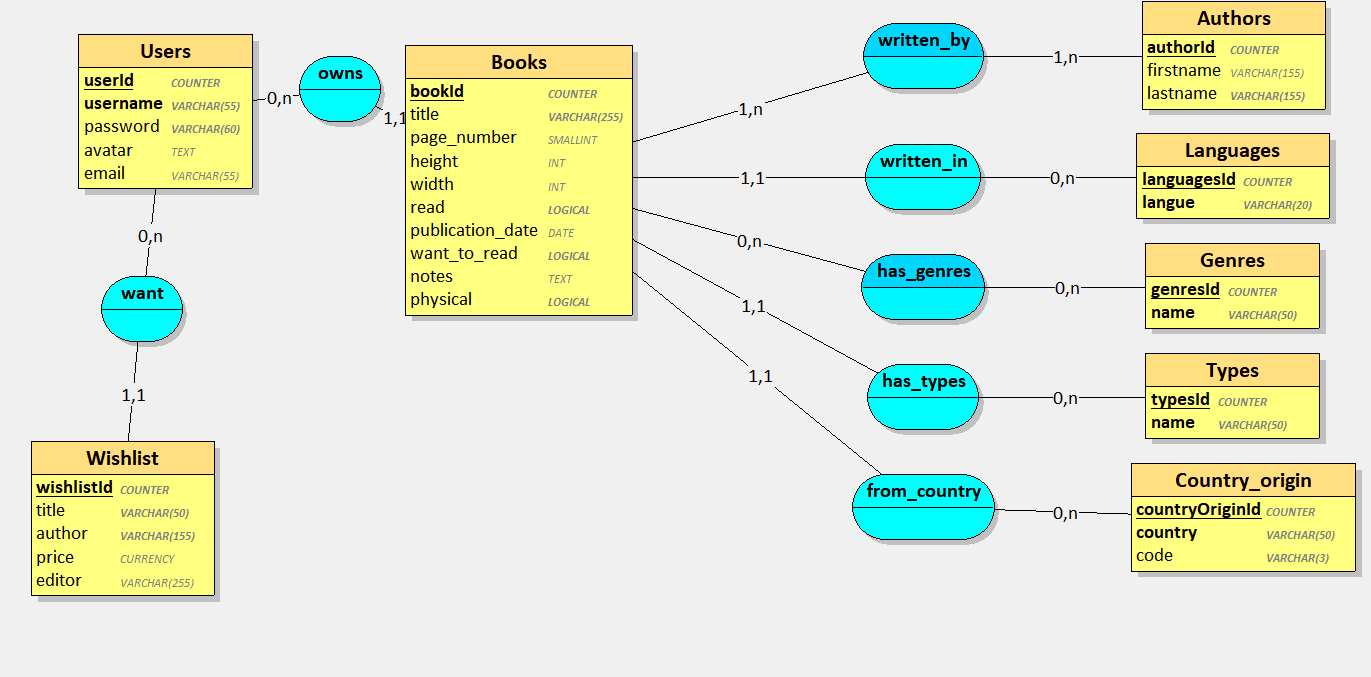 Users
userId COUNTER
username VARCHAR(55)
password VARCHAR(60)
avatar TEXT
email VARCHAR(55)
0,n
owns
1,1
Books
bookId COUNTER
title VARCHAR(255)
page_number SMALLINT
height INT
width INT
read LOGICAL
publication_date DATE
want_to_read LOGICAL
notes TEXT
physical LOGICAL
0,n
want
1,1
Wishlist
wishlistId COUNTER
title VARCHAR(50)
author VARCHAR(155)
price CURRENCY
editor VARCHAR(255)
1,n
written_by
1,n
Authors
authorId COUNTER
firstname VARCHAR(155)
lastname VARCHAR(155)
1,1
written_in
0,n
Languages
languagesId COUNTER
langue VARCHAR(20)
0,n
has_genres
0,n
Genres
genresId COUNTER
name VARCHAR(50)
1,1
has_types
0,n
Types
typesId COUNTER
name VARCHAR(50)
1,1
from_country
0,n
Country_origin
countryOriginId COUNTER
country VARCHAR(50)
code VARCHAR(3)